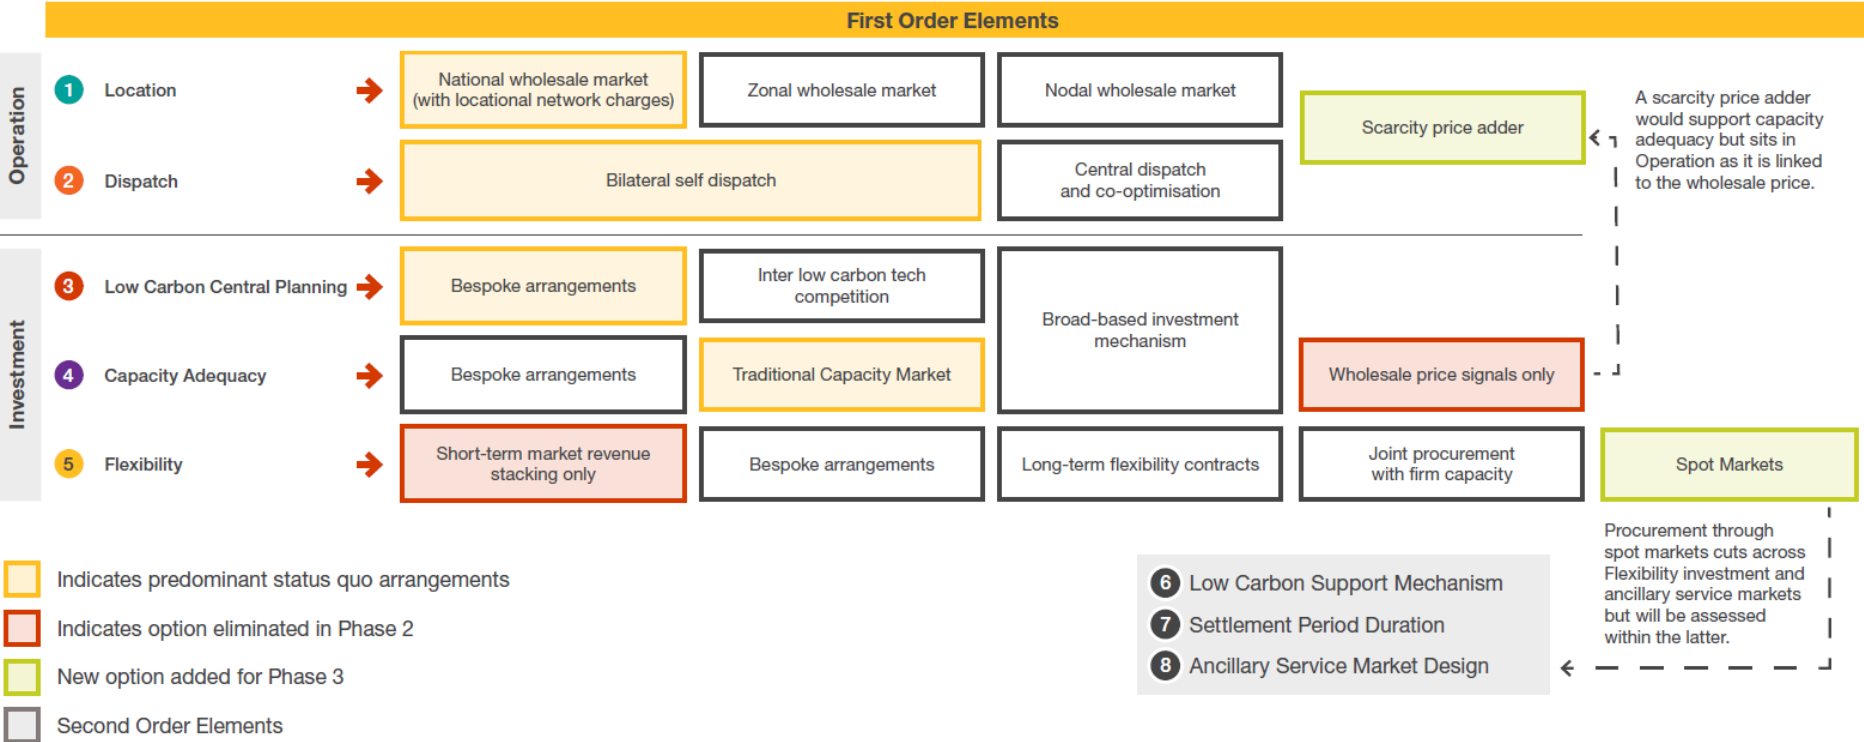 First Order Elements
Operation
1 Location
National wholesale market
(with locational network charges)
Zonal wholesale market
Nodal wholesale market
Scarcity price adder
A scarcity price adder
would support capacity
adequacy but sits in
Operation as it is linked
to the wholesale price.
2 Dispatch
Bilateral self dispatch
Central dispatch
and co-optimisation
Investment
3 Low Carbon Central Planning
Bespoke arrangements
Inter low carbon tech
competition
Broad-based investment
mechanism
4 Capacity Adequacy
Bespoke arrangements
Traditional Capacity Market
Wholesale price signals only
5 Flexibility
Short-term market revenue
stacking only
Bespoke arrangements
Long-term flexibility contracts
Joint procurement
with firm capacity
Spot Markets
Procurement through
spot markets cuts across
Flexibility investment and
ancillary service markets
but will be assessed
within the latter.
Indicates predominant status quo arrangements
Indicates option eliminated in Phase 2
New option added for Phase 3
Second Order Elements
6 Low Carbon Support Mechanism
7 Settlement Period Duration
8 Ancillary Service Market Design